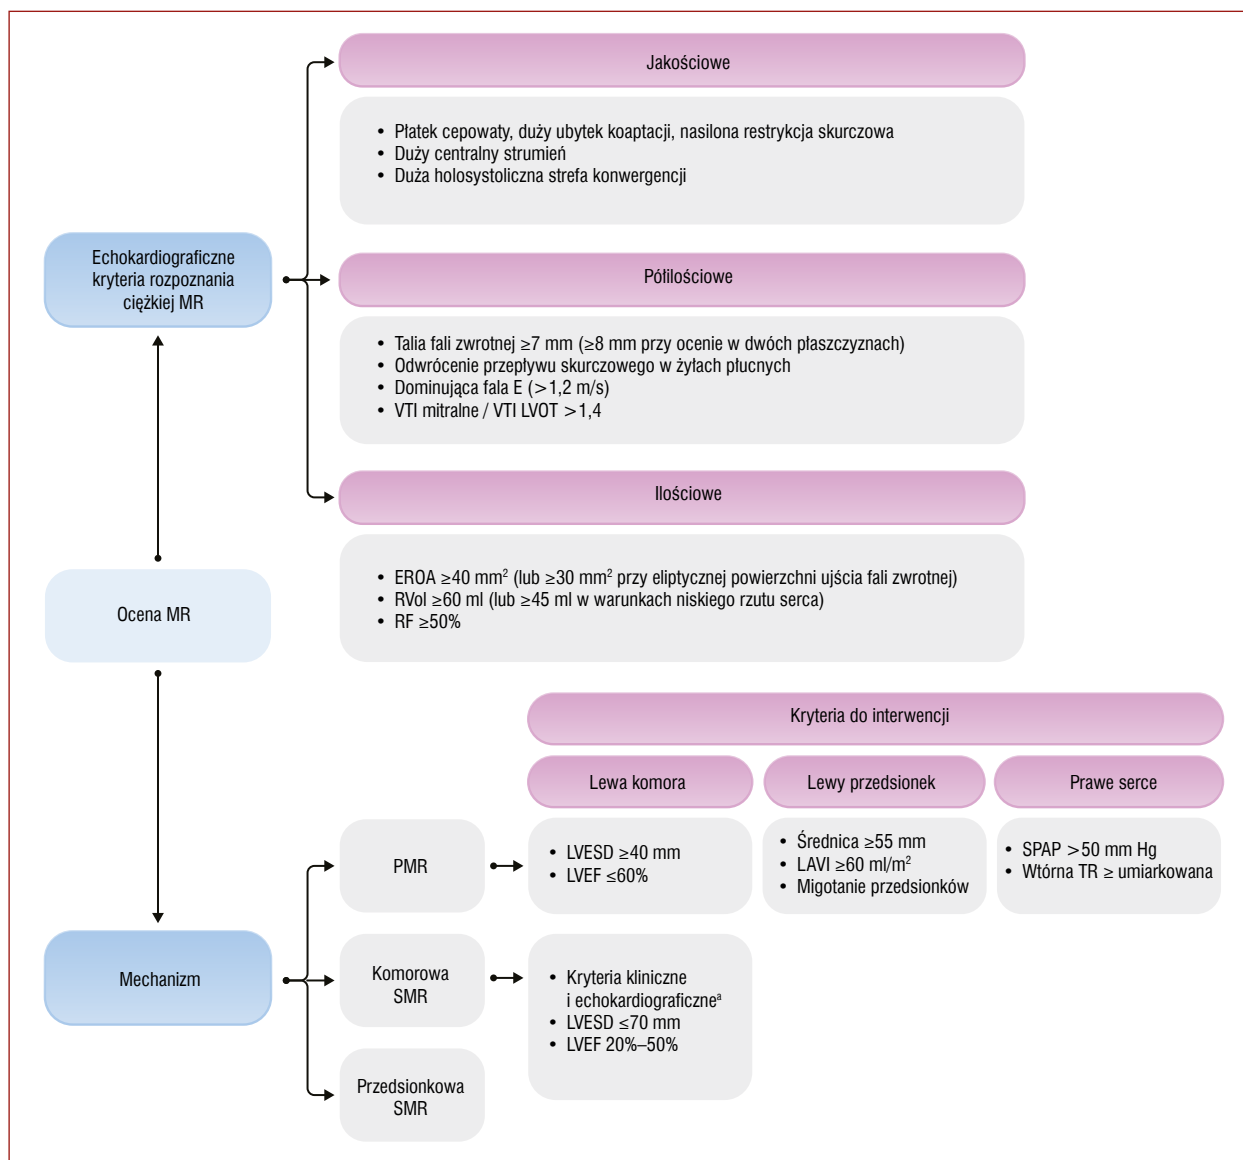 Jakościowe
• Płatek cepowaty, duży ubytek koaptacji, nasilona restrykcja skurczowa
• Duży centralny strumień
• Duża holosystoliczna strefa konwergencji
Echokardiograficzne
kryteria rozpoznania
ciężkiej MR
Półilościowe
• Talia fali zwrotnej ≥7 mm (≥8 mm przy ocenie w dwóch płaszczyznach)
• Odwrócenie przepływu skurczowego w żyłach płucnych
• Dominująca fala E (>1,2 m/s)
• VTI mitralne / VTI LVOT >1,4
Ilościowe
• EROA ≥40 mm² (lub ≥30 mm² przy eliptycznej powierzchni ujścia fali zwrotnej)
• RVol ≥60 ml (lub ≥45 ml w warunkach niskiego rzutu serca)
• RF ≥50%
Ocena MR
Kryteria do interwencji
Lewa komora
Lewy przedsionek
Prawe serce
PMR
• LVESD ≥40 mm
• LVEF ≤60%
• Średnica ≥55 mm
• LAVI ≥60 ml/m²
• Migotanie przedsionków
• SPAP >50 mm Hg
• Wtórna TR ≥ umiarkowana
Mechanizm
Komorowa
SMR
• Kryteria kliniczne
i echokardiograficzneª
• LVESD ≤70 mm
• LVEF 20%–50%
Przedsionkowa
SMR